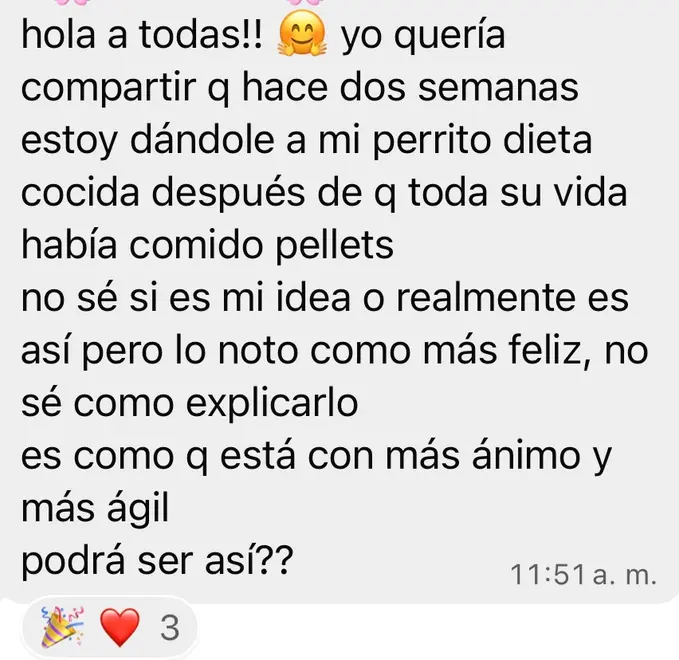 hola a todas!! 🤗 yo quería
compartir q hace dos semanas
estoy dándole a mi perrito dieta
cocida después de q toda su vida
había comido pellets
no sé si es mi idea o realmente es
así pero lo noto como más feliz, no
sé como explicarlo
es como q está con más ánimo y
más ágil
podrá ser así??
11:51 a. m.
🎉 ❤️ 3